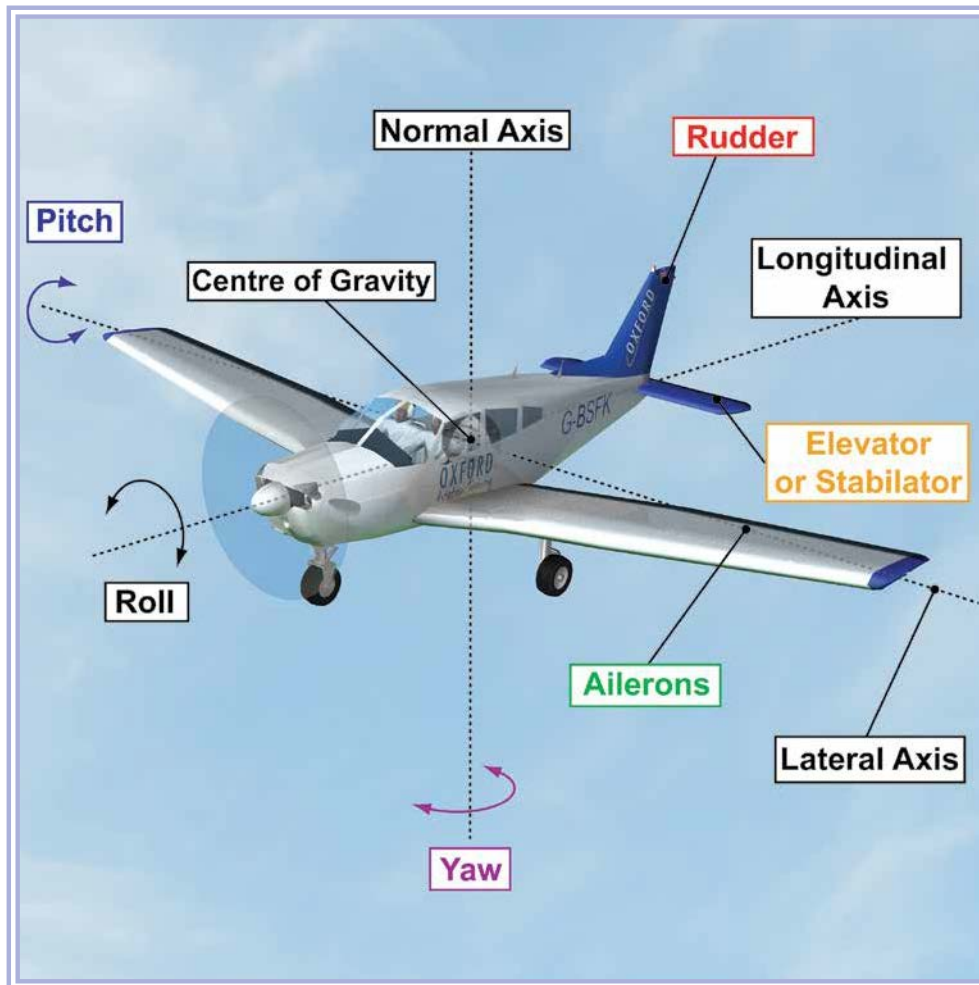 Normal Axis
Rudder
Pitch
Longitudinal
Axis
Centre of Gravity
OXFORD
G-BSFK
Elevator
or Stabilator
OXFORD
Roll
Ailerons
Lateral Axis
Yaw